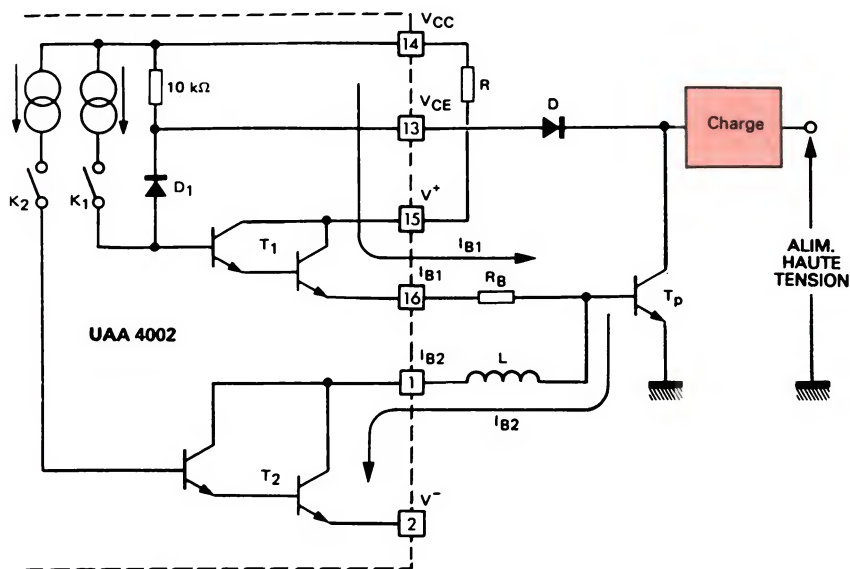 VCC
14
10 kΩ
R
VCE
13
D
Charge
K2
K1
D1
V+
15
T1
IB1
IB1
16
RB
Tp
ALIM.
HAUTE
TENSION
UAA 4002
IB2
1
L
IB2
T2
V-
2